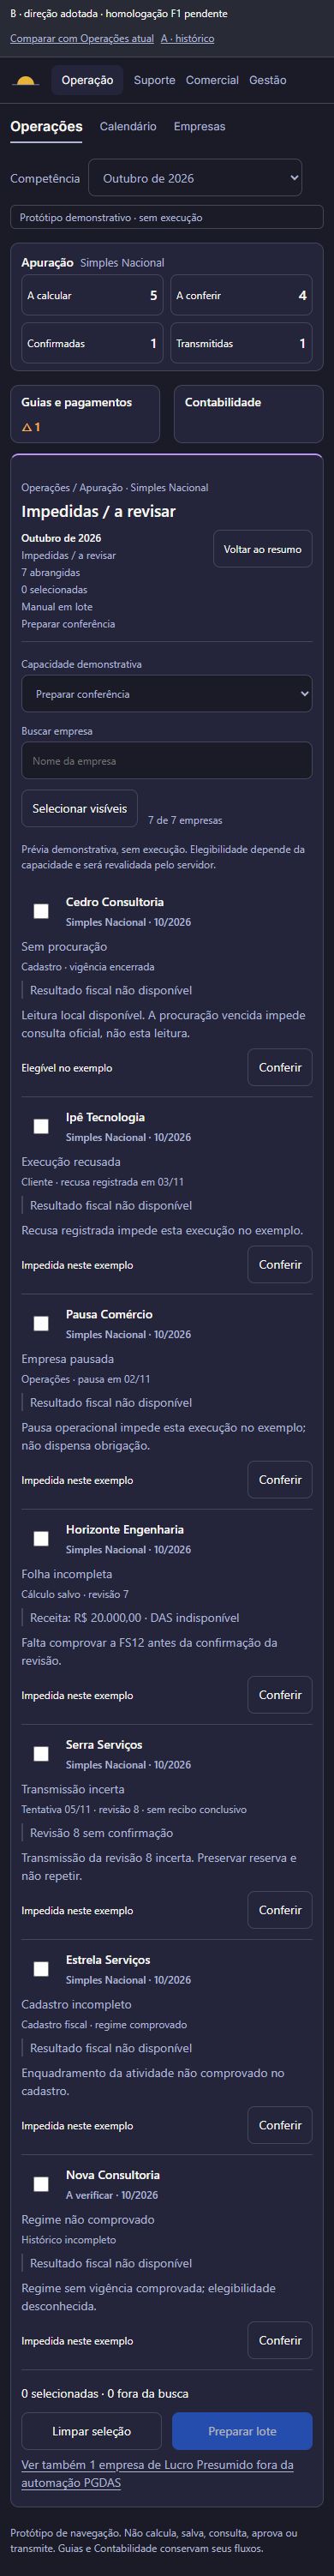 B · direção adotada · homologação F1 pendente
Comparar com Operações atual A · histórico
Operação Suporte Comercial Gestão
Operações Calendário Empresas
Competência Outubro de 2026
Protótipo demonstrativo · sem execução
Apuração Simples Nacional
A calcular 5 A conferir 4
Confirmadas 1 Transmitidas 1
Guias e pagamentos Contabilidade
△ 1
Operações / Apuração · Simples Nacional
Impedidas / a revisar
Outubro de 2026
Impedidas / a revisar
7 abrangidas
0 selecionadas
Manual em lote
Preparar conferência
Voltar ao resumo
Capacidade demonstrativa
Preparar conferência
Buscar empresa
Nome da empresa
Selecionar visíveis 7 de 7 empresas
Prévia demonstrativa, sem execução. Elegibilidade depende da
capacidade e será revalidada pelo servidor.
Cedro Consultoria
Simples Nacional · 10/2026
Sem procuração
Cadastro · vigência encerrada
Resultado fiscal não disponível
Leitura local disponível. A procuração vencida impede
consulta oficial, não esta leitura.
Elegível no exemplo Conferir
Ipê Tecnologia
Simples Nacional · 10/2026
Execução recusada
Cliente · recusa registrada em 03/11
Resultado fiscal não disponível
Recusa registrada impede esta execução no exemplo.
Impedida neste exemplo Conferir
Pausa Comércio
Simples Nacional · 10/2026
Empresa pausada
Operações · pausa em 02/11
Resultado fiscal não disponível
Pausa operacional impede esta execução no exemplo;
não dispensa obrigação.
Impedida neste exemplo Conferir
Horizonte Engenharia
Simples Nacional · 10/2026
Folha incompleta
Cálculo salvo · revisão 7
Receita: R$ 20.000,00 · DAS indisponível
Falta comprovar a FS12 antes da confirmação da
revisão.
Impedida neste exemplo Conferir
Serra Serviços
Simples Nacional · 10/2026
Transmissão incerta
Tentativa 05/11 · revisão 8 · sem recibo conclusivo
Revisão 8 sem confirmação
Transmissão da revisão 8 incerta. Preservar reserva e
não repetir.
Impedida neste exemplo Conferir
Estrela Serviços
Simples Nacional · 10/2026
Cadastro incompleto
Cadastro fiscal · regime comprovado
Resultado fiscal não disponível
Enquadramento da atividade não comprovado no
cadastro.
Impedida neste exemplo Conferir
Nova Consultoria
A verificar · 10/2026
Regime não comprovado
Histórico incompleto
Resultado fiscal não disponível
Regime sem vigência comprovada; elegibilidade
desconhecida.
Impedida neste exemplo Conferir
0 selecionadas · 0 fora da busca
Limpar seleção Preparar lote
Ver também 1 empresa de Lucro Presumido fora da
automação PGDAS
Protótipo de navegação. Não calcula, salva, consulta, aprova ou
transmite. Guias e Contabilidade conservam seus fluxos.